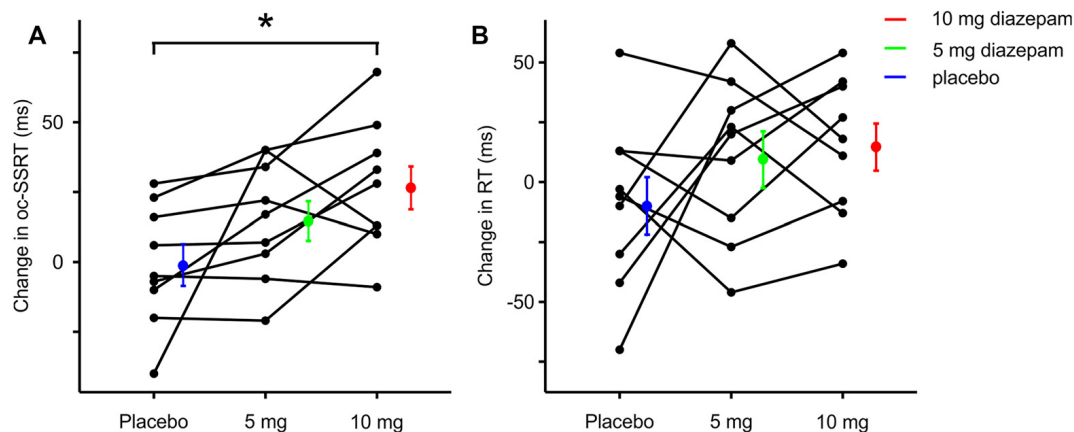 A
*
B
10 mg diazepam
5 mg diazepam
placebo
Change in oc-SSRT (ms)
50
0
Placebo
5 mg
10 mg
Change in RT (ms)
50
0
-50
Placebo
5 mg
10 mg